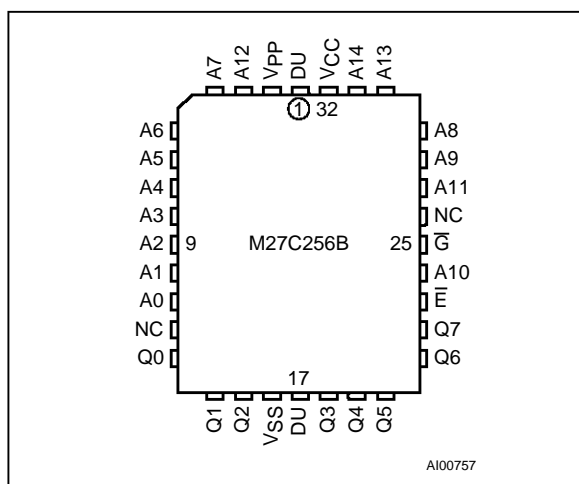 A7 A12 VPP DU VCC A14 A13
1 32
A6 A8
A5 A9
A4 A11
A3 NC
A2 9 M27C256B 25 G̅
A1 A10
A0 E̅
NC Q7
Q0 Q6
17
Q1 Q2 VSS DU Q3 Q4 Q5
AI00757